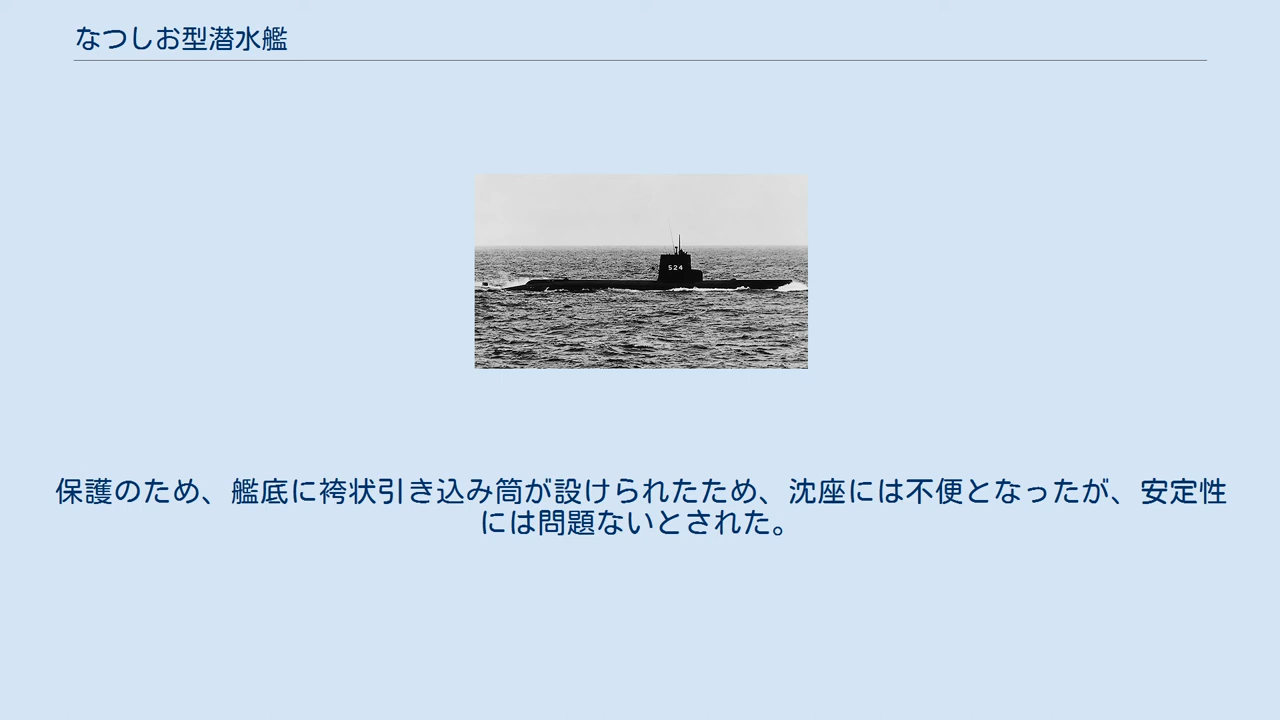 なつしお型潜水艦
524
保護のため、艦底に袴状引き込み筒が設けられたため、沈座には不便となったが、安定性
には問題ないとされた。